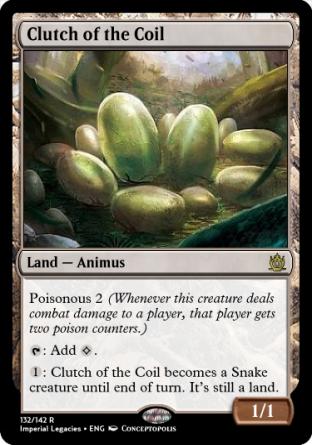 Clutch of the Coil
Land — Animus
Poisonous 2 (Whenever this creature deals
combat damage to a player, that player gets
two poison counters.)
: Add .
1: Clutch of the Coil becomes a Snake
creature until end of turn. It's still a land.
1/1
132/142 R
Imperial Legacies • ENG Conceptopolis